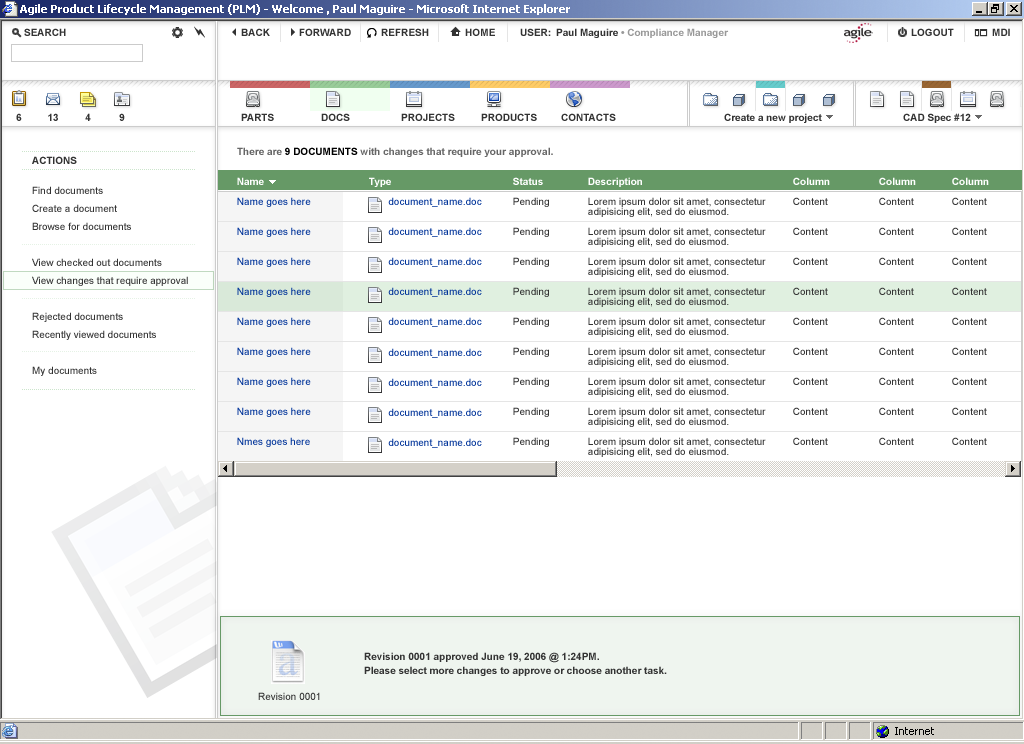 Agile Product Lifecycle Management (PLM) - Welcome , Paul Maguire - Microsoft Internet Explorer
SEARCH
BACK FORWARD REFRESH HOME USER: Paul Maguire • Compliance Manager agile LOGOUT MDI
6 13 4 9
PARTS DOCS PROJECTS PRODUCTS CONTACTS Create a new project CAD Spec #12
ACTIONS
Find documents
Create a document
Browse for documents
View checked out documents
View changes that require approval
Rejected documents
Recently viewed documents
My documents
There are 9 DOCUMENTS with changes that require your approval.
Name Type Status Description Column Column Column
Name goes here document_name.doc Pending Lorem ipsum dolor sit amet, consectetur Content Content Content
adipisicing elit, sed do eiusmod.
Name goes here document_name.doc Pending Lorem ipsum dolor sit amet, consectetur Content Content Content
adipisicing elit, sed do eiusmod.
Name goes here document_name.doc Pending Lorem ipsum dolor sit amet, consectetur Content Content Content
adipisicing elit, sed do eiusmod.
Name goes here document_name.doc Pending Lorem ipsum dolor sit amet, consectetur Content Content Content
adipisicing elit, sed do eiusmod.
Name goes here document_name.doc Pending Lorem ipsum dolor sit amet, consectetur Content Content Content
adipisicing elit, sed do eiusmod.
Name goes here document_name.doc Pending Lorem ipsum dolor sit amet, consectetur Content Content Content
adipisicing elit, sed do eiusmod.
Name goes here document_name.doc Pending Lorem ipsum dolor sit amet, consectetur Content Content Content
adipisicing elit, sed do eiusmod.
Name goes here document_name.doc Pending Lorem ipsum dolor sit amet, consectetur Content Content Content
adipisicing elit, sed do eiusmod.
Nmes goes here document_name.doc Pending Lorem ipsum dolor sit amet, consectetur Content Content Content
adipisicing elit, sed do eiusmod.
Revision 0001 approved June 19, 2006 @ 1:24PM.
Please select more changes to approve or choose another task.
Revision 0001
Internet